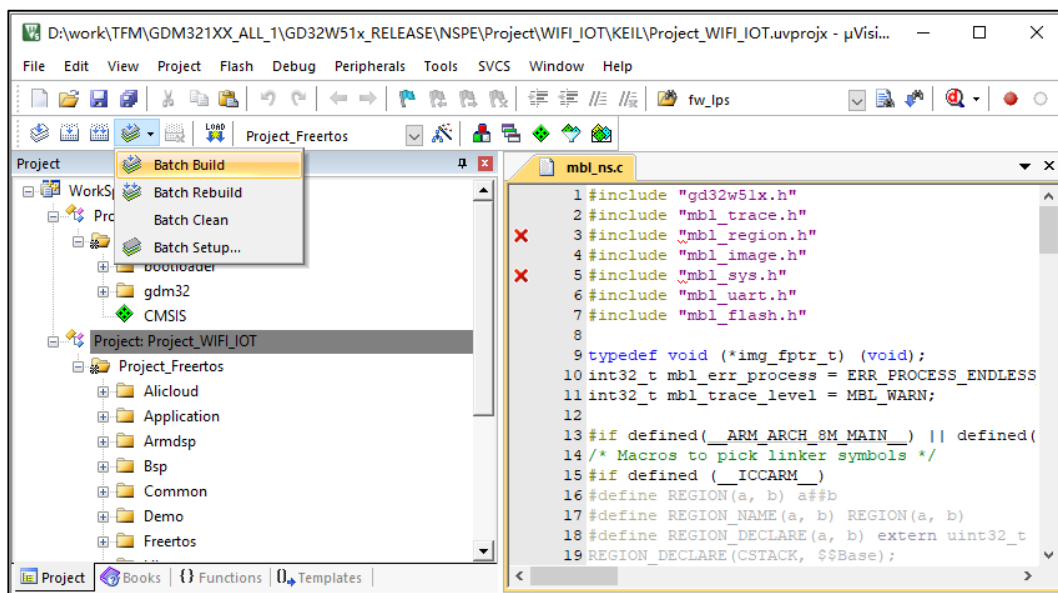 D:\work\TFM\GDM321XX_ALL_1\GD32W51x_RELEASE\NSPE\Project\WIFI_IOT\KEIL\Project_WIFI_IOT.uvprojx - µVisi...
File Edit View Project Flash Debug Peripherals Tools SVCS Window Help
fw_lps
LOAD
Project_Freertos
Project
Batch Build
Batch Rebuild
Batch Clean
Batch Setup...
WorkSp
Pro
bootloader
gdm32
CMSIS
Project: Project_WIFI_IOT
Project_Freertos
Alicloud
Application
Armdsp
Bsp
Common
Demo
Freertos
Project Books {} Functions 0 Templates
mbl_ns.c
1 #include "gd32w51x.h"
2 #include "mbl_trace.h"
3 #include "mbl_region.h"
4 #include "mbl_image.h"
5 #include "mbl_sys.h"
6 #include "mbl_uart.h"
7 #include "mbl_flash.h"
8
9 typedef void (*img_fptr_t) (void);
10 int32_t mbl_err_process = ERR_PROCESS_ENDLESS
11 int32_t mbl_trace_level = MBL_WARN;
12
13 #if defined(__ARM_ARCH_8M_MAIN__) || defined(
14 /* Macros to pick linker symbols */
15 #if defined (__ICCARM__)
16 #define REGION(a, b) a##b
17 #define REGION_NAME(a, b) REGION(a, b)
18 #define REGION_DECLARE(a, b) extern uint32_t
19 REGION_DECLARE(CSTACK, $$Base);